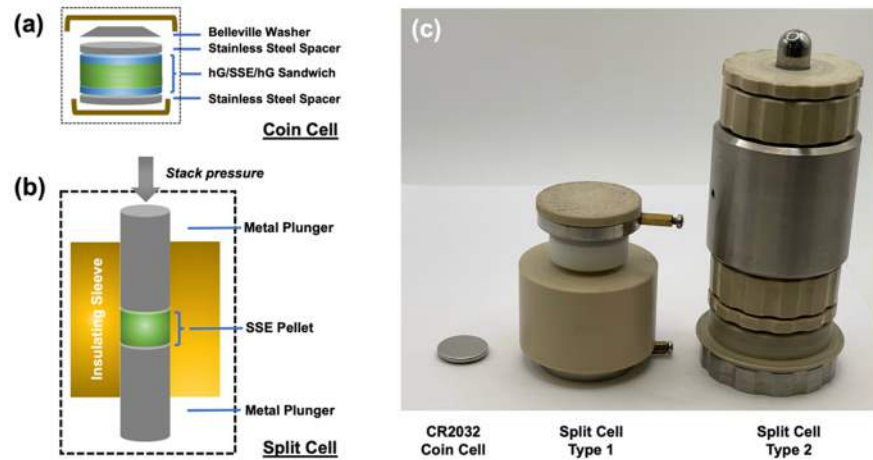 (a)
Belleville Washer
Stainless Steel Spacer
hG/SSE/hG Sandwich
Stainless Steel Spacer
Coin Cell
(b)
Stack pressure
Metal Plunger
Insulating Sleeve
SSE Pellet
Metal Plunger
Split Cell
(c)
CR2032
Coin Cell
Split Cell
Type 1
Split Cell
Type 2